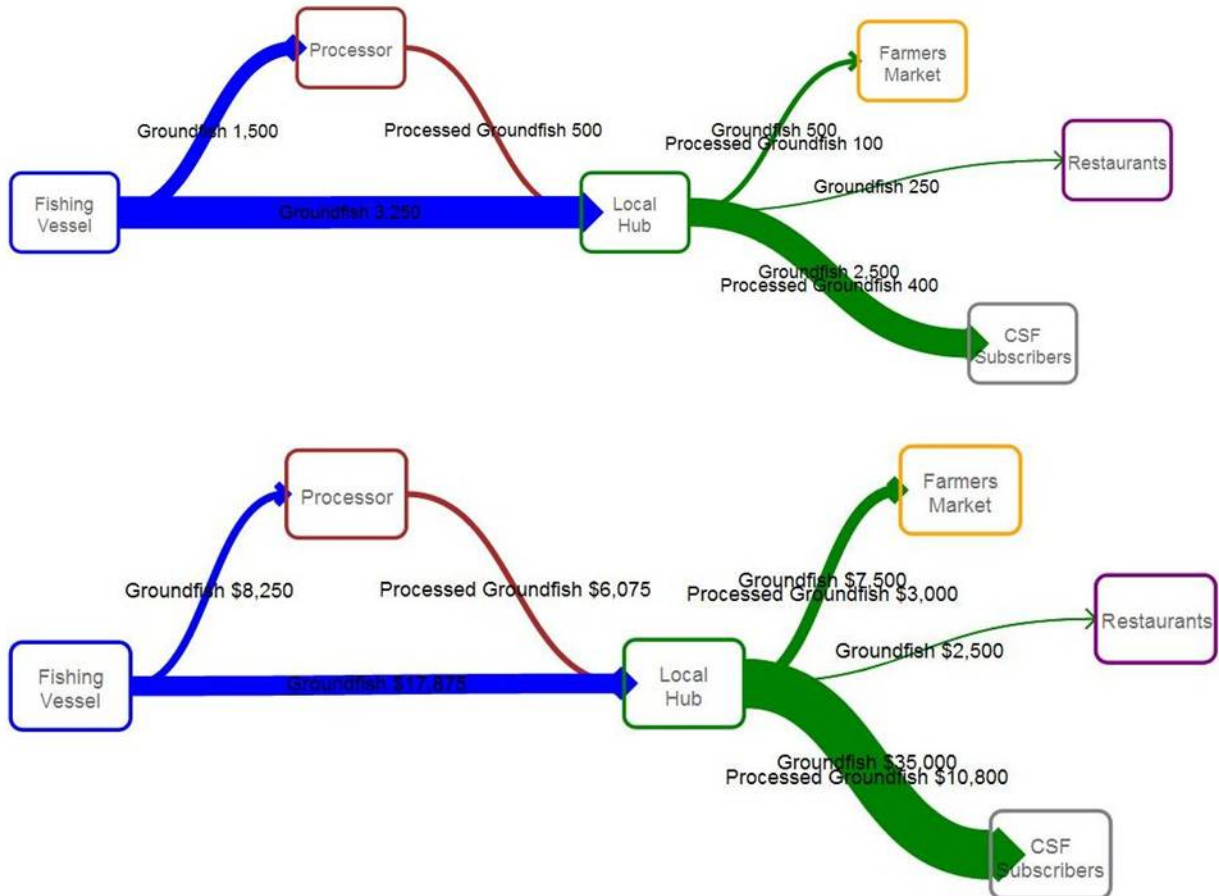 Processor
Farmers
Market
Groundfish 1,500
Processed Groundfish 500
Groundfish 500
Processed Groundfish 100
Restaurants
Groundfish 250
Fishing
Vessel
Groundfish 3,250
Local
Hub
Groundfish 2,500
Processed Groundfish 400
CSF
Subscribers
Processor
Farmers
Market
Groundfish $8,250
Processed Groundfish $6,075
Groundfish $7,500
Processed Groundfish $3,000
Restaurants
Groundfish $2,500
Fishing
Vessel
Groundfish $17,875
Local
Hub
Groundfish $35,000
Processed Groundfish $10,800
CSF
Subscribers